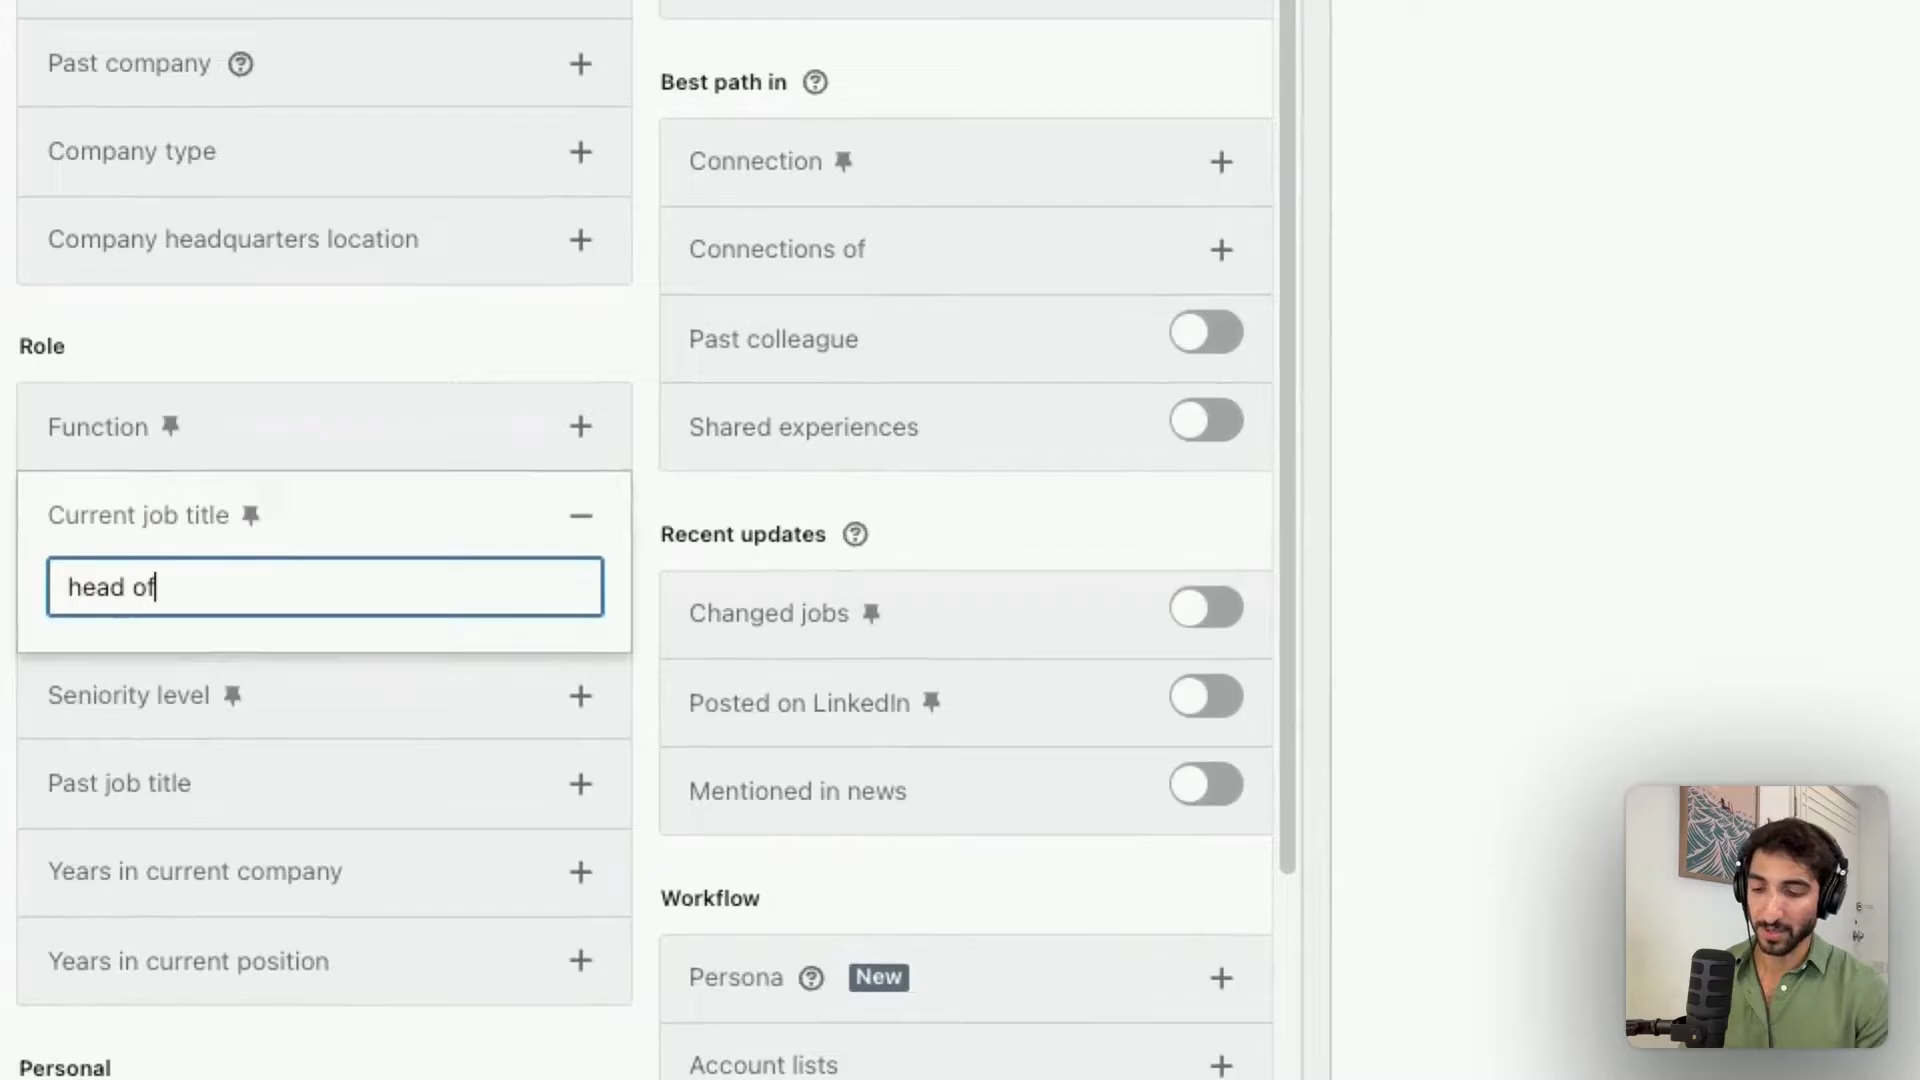 Past company
Company type
Company headquarters location
Role
Function
Current job title
head of
Seniority level
Past job title
Years in current company
Years in current position
Personal
Best path in
Connection
Connections of
Past colleague
Shared experiences
Recent updates
Changed jobs
Posted on LinkedIn
Mentioned in news
Workflow
Persona New
Account lists